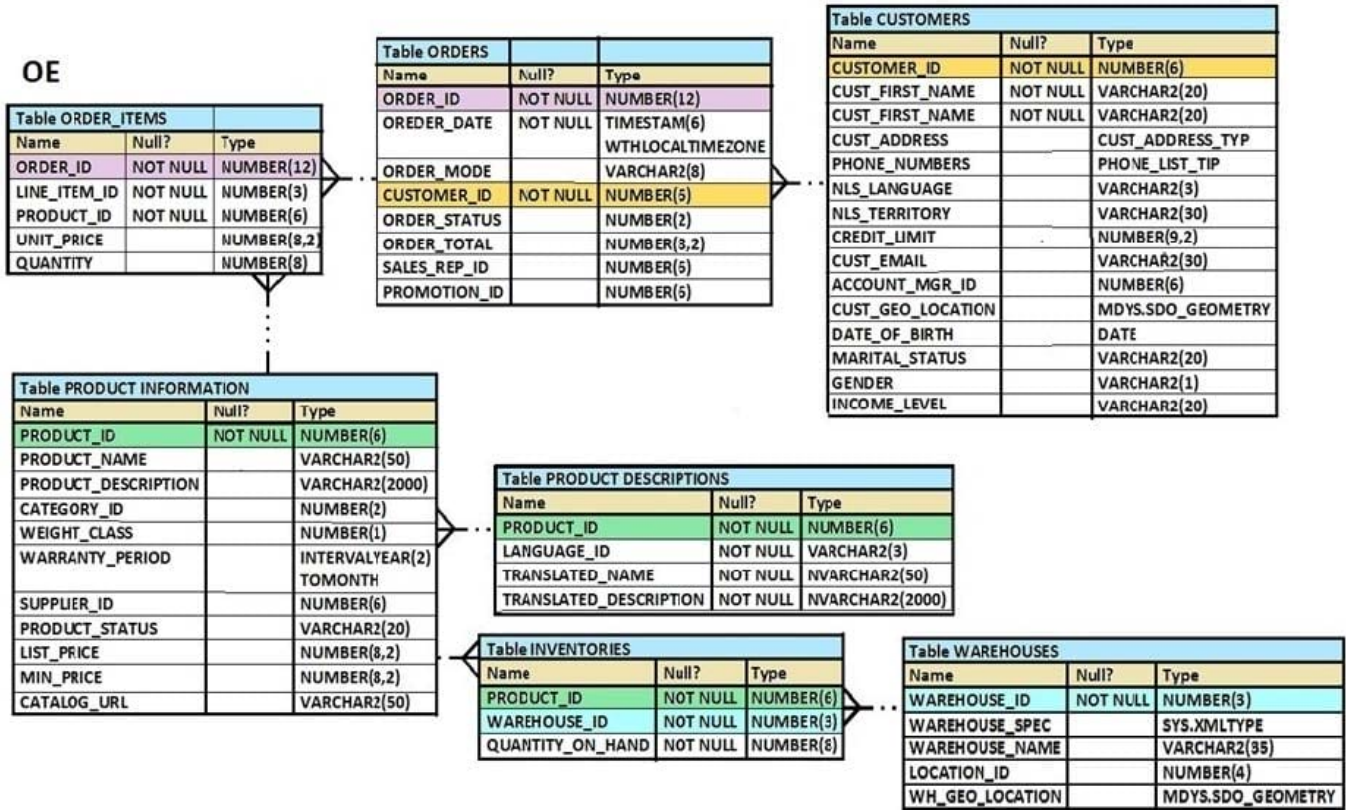 OE
Table ORDER_ITEMS
Name Null? Type
ORDER_ID NOT NULL NUMBER(12)
LINE_ITEM_ID NOT NULL NUMBER(3)
PRODUCT_ID NOT NULL NUMBER(6)
UNIT_PRICE NUMBER(8,2)
QUANTITY NUMBER(8)
Table ORDERS
Name Null? Type
ORDER_ID NOT NULL NUMBER(12)
OREDER_DATE NOT NULL TIMESTAM(6)
WTHLOCALTIMEZONE
ORDER_MODE VARCHAR2(8)
CUSTOMER_ID NOT NULL NUMBER(6)
ORDER_STATUS NUMBER(2)
ORDER_TOTAL NUMBER(8,2)
SALES_REP_ID NUMBER(6)
PROMOTION_ID NUMBER(6)
Table CUSTOMERS
Name Null? Type
CUSTOMER_ID NOT NULL NUMBER(6)
CUST_FIRST_NAME NOT NULL VARCHAR2(20)
CUST_FIRST_NAME NOT NULL VARCHAR2(20)
CUST_ADDRESS CUST_ADDRESS_TYP
PHONE_NUMBERS PHONE_LIST_TIP
NLS_LANGUAGE VARCHAR2(3)
NLS_TERRITORY VARCHAR2(30)
CREDIT_LIMIT NUMBER(9,2)
CUST_EMAIL VARCHAR2(30)
ACCOUNT_MGR_ID NUMBER(6)
CUST_GEO_LOCATION MDYS.SDO_GEOMETRY
DATE_OF_BIRTH DATE
MARITAL_STATUS VARCHAR2(20)
GENDER VARCHAR2(1)
INCOME_LEVEL VARCHAR2(20)
Table PRODUCT INFORMATION
Name Null? Type
PRODUCT_ID NOT NULL NUMBER(6)
PRODUCT_NAME VARCHAR2(50)
PRODUCT_DESCRIPTION VARCHAR2(2000)
CATEGORY_ID NUMBER(2)
WEIGHT_CLASS NUMBER(1)
WARRANTY_PERIOD INTERVALYEAR(2)
TOMONTH
SUPPLIER_ID NUMBER(6)
PRODUCT_STATUS VARCHAR2(20)
LIST_PRICE NUMBER(8,2)
MIN_PRICE NUMBER(8,2)
CATALOG_URL VARCHAR2(50)
Table PRODUCT DESCRIPTIONS
Name Null? Type
PRODUCT_ID NOT NULL NUMBER(6)
LANGUAGE_ID NOT NULL VARCHAR2(3)
TRANSLATED_NAME NOT NULL NVARCHAR2(50)
TRANSLATED_DESCRIPTION NOT NULL NVARCHAR2(2000)
Table INVENTORIES
Name Null? Type
PRODUCT_ID NOT NULL NUMBER(6)
WAREHOUSE_ID NOT NULL NUMBER(3)
QUANTITY_ON_HAND NOT NULL NUMBER(8)
Table WAREHOUSES
Name Null? Type
WAREHOUSE_ID NOT NULL NUMBER(3)
WAREHOUSE_SPEC SYS.XMLTYPE
WAREHOUSE_NAME VARCHAR2(35)
LOCATION_ID NUMBER(4)
WH_GEO_LOCATION MDYS.SDO_GEOMETRY